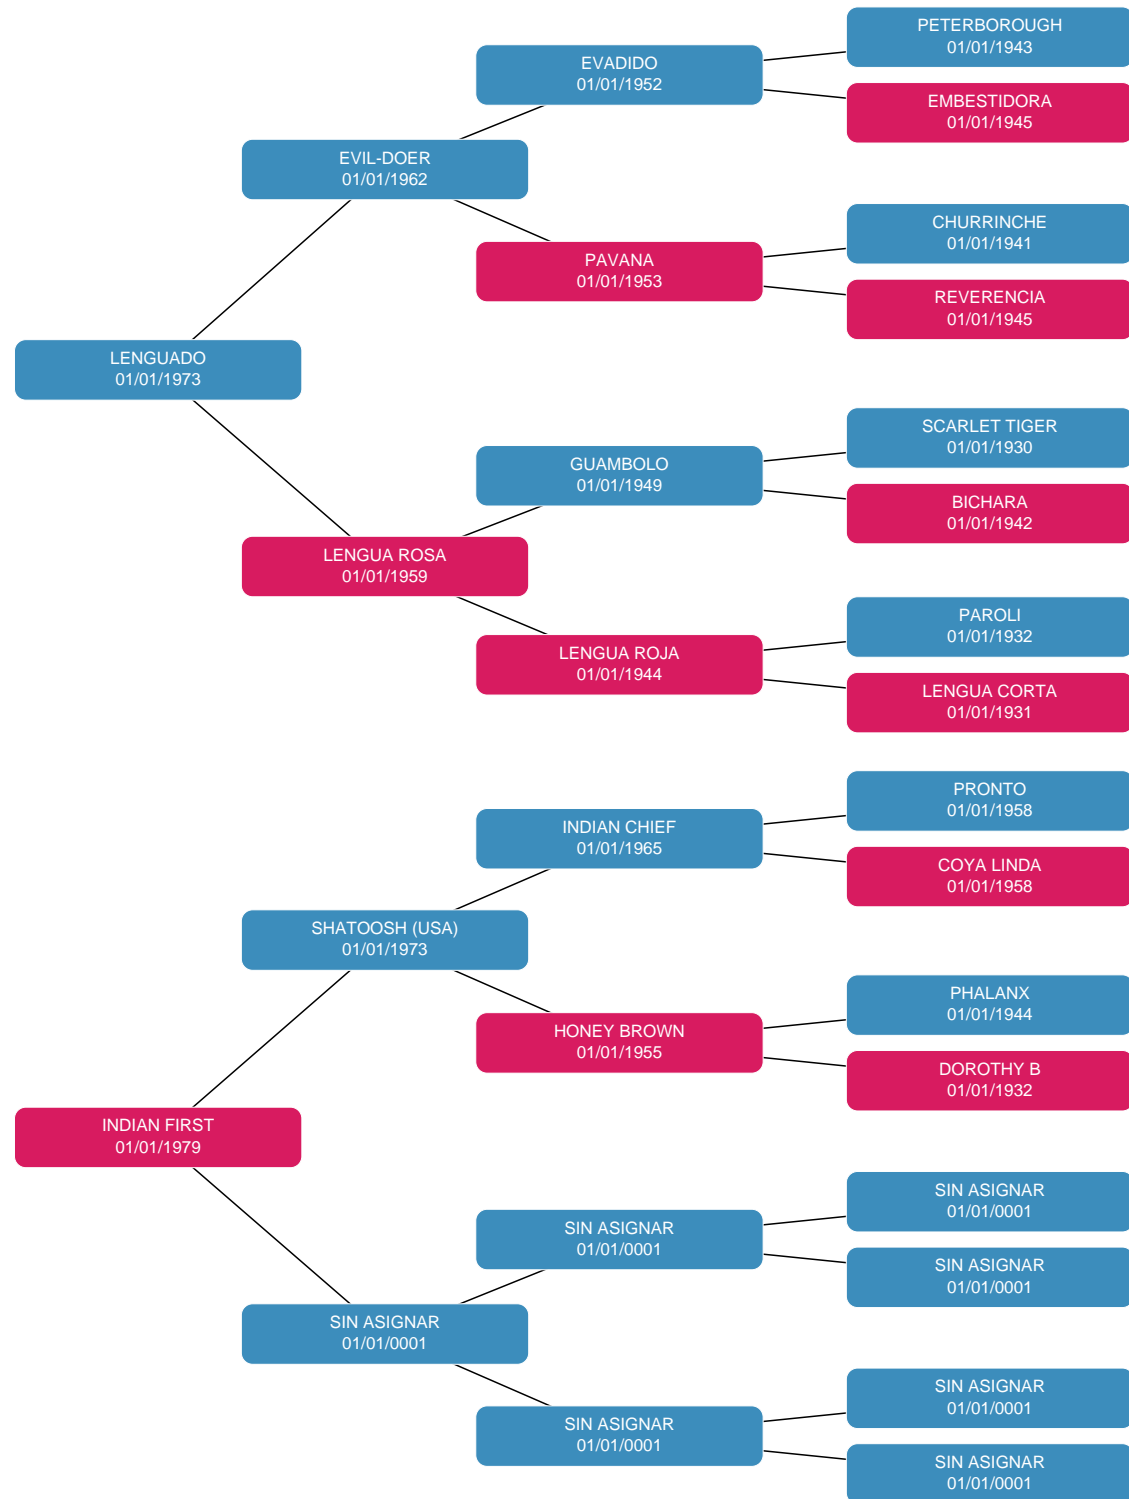 PETERBOROUGH
01/01/1943
EVADIDO
01/01/1952
EMBESTIDORA
01/01/1945
EVIL-DOER
01/01/1962
CHURRINCHE
01/01/1941
PAVANA
01/01/1953
REVERENCIA
01/01/1945
LENGUADO
01/01/1973
SCARLET TIGER
01/01/1930
GUAMBOLO
01/01/1949
BICHARA
01/01/1942
LENGUA ROSA
01/01/1959
PAROLI
01/01/1932
LENGUA ROJA
01/01/1944
LENGUA CORTA
01/01/1931
PRONTO
01/01/1958
INDIAN CHIEF
01/01/1965
COYA LINDA
01/01/1958
SHATOOSH (USA)
01/01/1973
PHALANX
01/01/1944
HONEY BROWN
01/01/1955
DOROTHY B
01/01/1932
INDIAN FIRST
01/01/1979
SIN ASIGNAR
01/01/0001
SIN ASIGNAR
01/01/0001
SIN ASIGNAR
01/01/0001
SIN ASIGNAR
01/01/0001
SIN ASIGNAR
01/01/0001
SIN ASIGNAR
01/01/0001
SIN ASIGNAR
01/01/0001